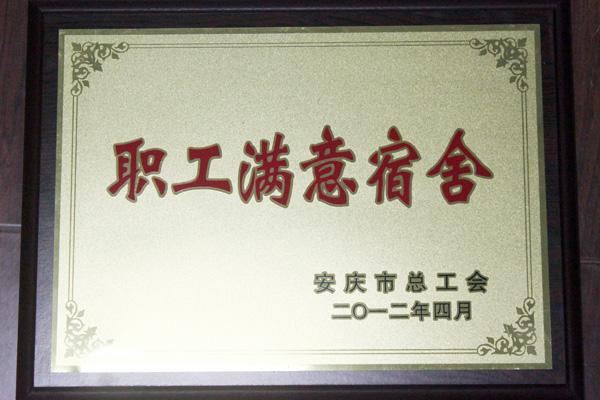 职工满意宿舍
安庆市总工会
二〇一二年四月